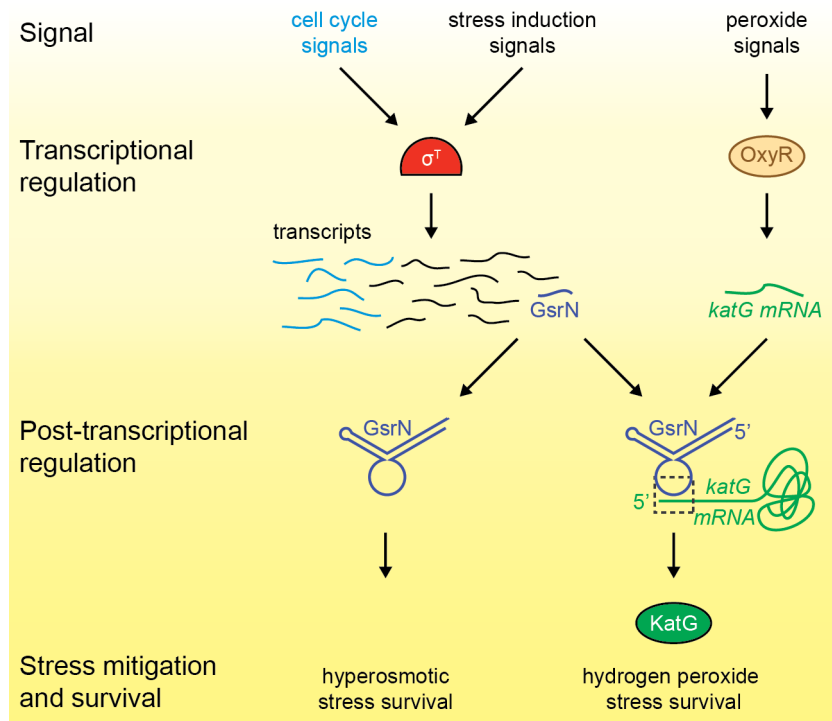 Signal
cell cycle
signals
stress induction
signals
peroxide
signals
Transcriptional
regulation
σᵀ
OxyR
transcripts
GsrN
katG mRNA
Post-transcriptional
regulation
GsrN
GsrN
5’
5’
katG
mRNA
KatG
Stress mitigation
and survival
hyperosmotic
stress survival
hydrogen peroxide
stress survival